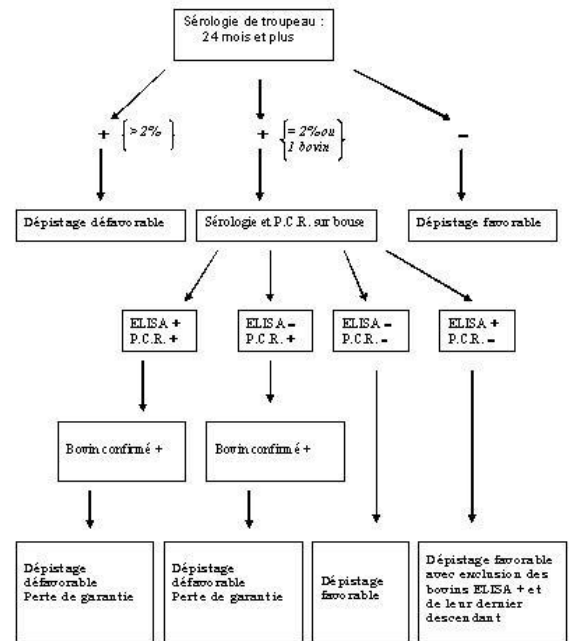 Sérologie de troupeau :
24 mois et plus
+ { > 2% }
+ { = 2% ou
1 bovin }
–
Dépistage défavorable
Sérologie et P.C.R. sur bouse
Dépistage favorable
ELISA +
P.C.R. +
ELISA –
P.C.R. +
ELISA –
P.C.R. –
ELISA +
P.C.R. –
Bovin confirmé +
Bovin confirmé +
Dépistage
défavorable
Perte de garantie
Dépistage
défavorable
Perte de garantie
Dépistage
favorable
Dépistage favorable
avec exclusion des
bovins ELISA + et
de leur dernier
descendant